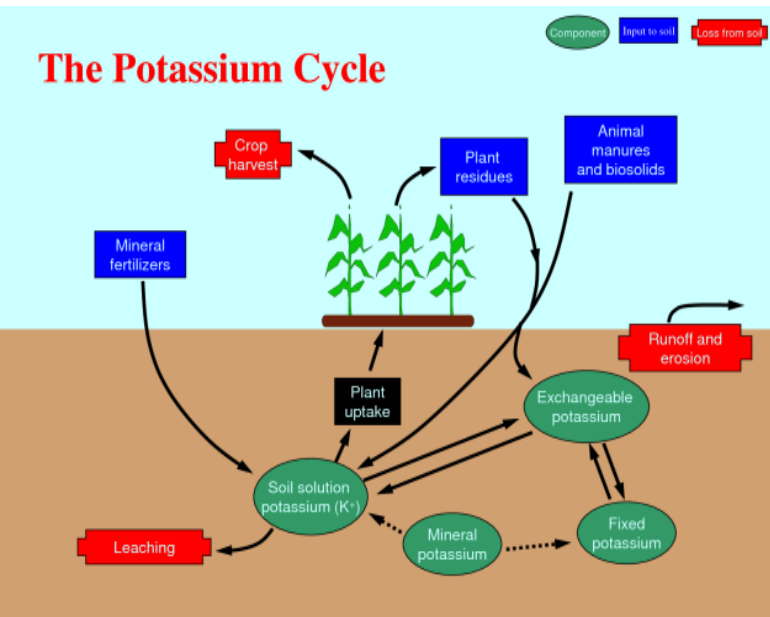 Component
Input to soil
Loss from soil
The Potassium Cycle
Crop
harvest
Plant
residues
Animal
manures
and biosolids
Mineral
fertilizers
Runoff and
erosion
Plant
uptake
Exchangeable
potassium
Soil solution
potassium (K⁺)
Mineral
potassium
Fixed
potassium
Leaching